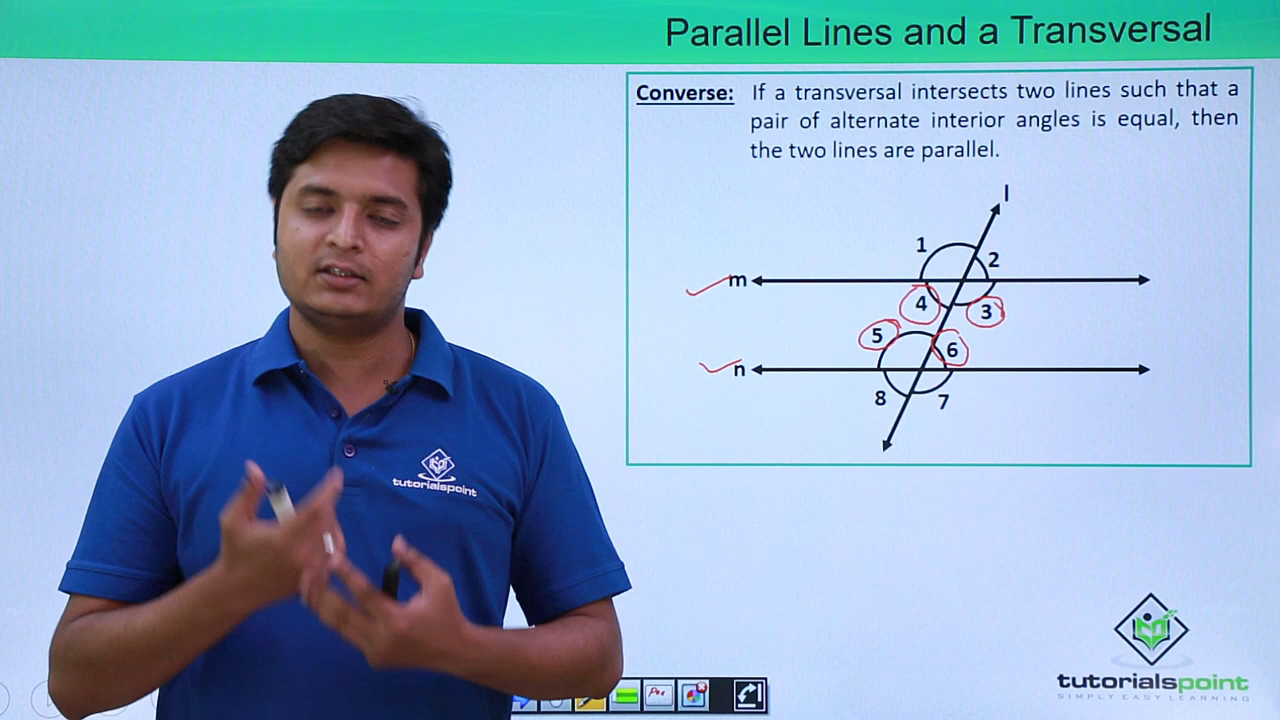 Parallel Lines and a Transversal
Converse: If a transversal intersects two lines such that a
pair of alternate interior angles is equal, then
the two lines are parallel.
l
1
2
m
4
3
5
6
n
8
7
tutorialspoint
Pen
tutorialspoint
SIMPLY EASY LEARNING